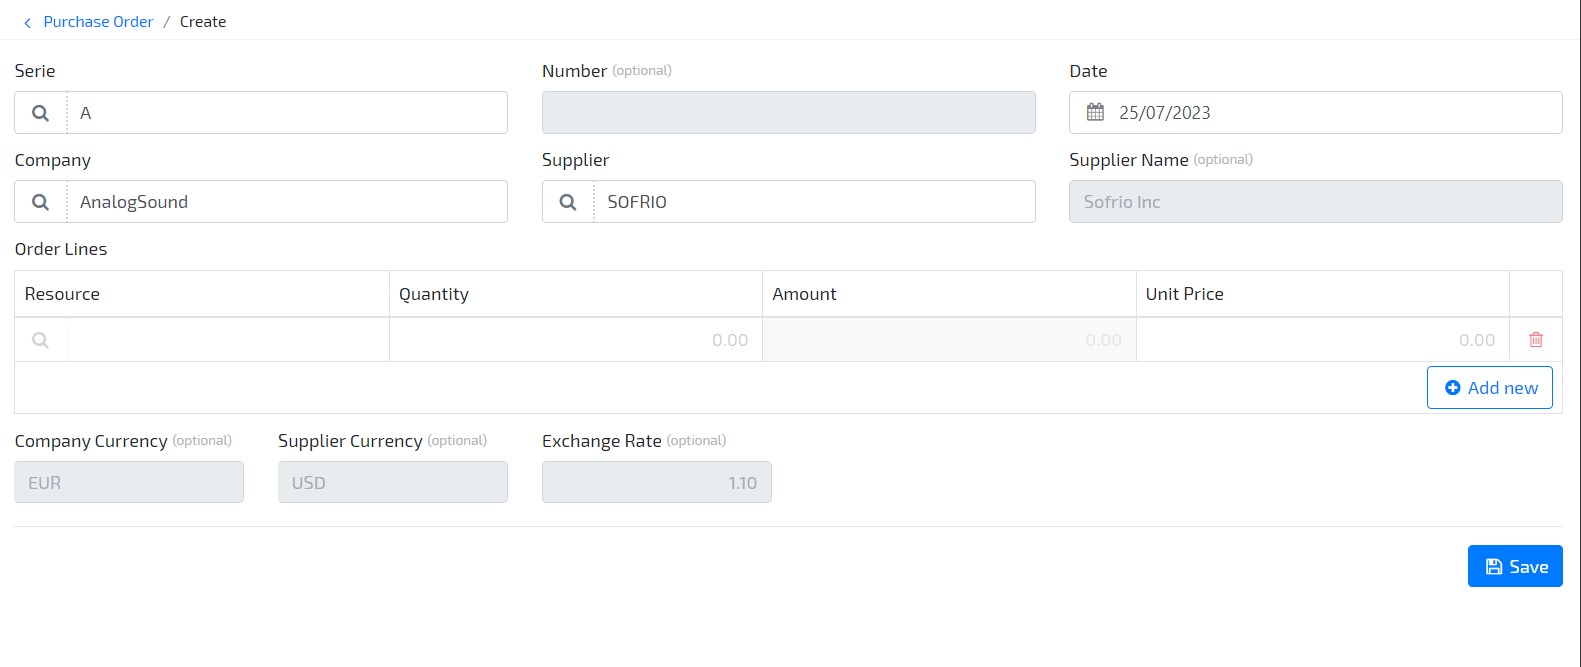 Purchase Order / Create
Serie
Number (optional)
Date
A
25/07/2023
Company
Supplier
Supplier Name (optional)
AnalogSound
SOFRIO
Sofrio Inc
Order Lines
Resource Quantity Amount Unit Price
0.00 0.00 0.00
Add new
Company Currency (optional)
Supplier Currency (optional)
Exchange Rate (optional)
EUR
USD
1.10
Save